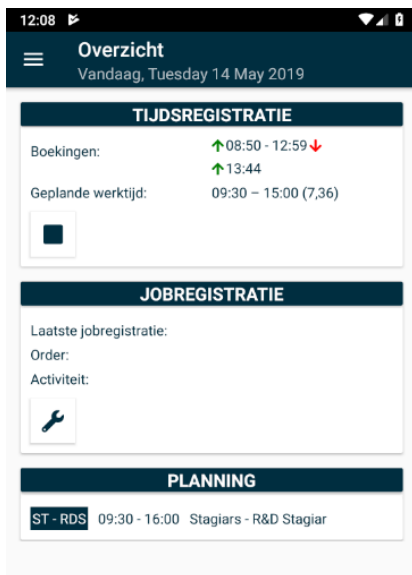 12:08
Overzicht
Vandaag, Tuesday 14 May 2019
TIJDSREGISTRATIE
Boekingen: ↑08:50 - 12:59↓
↑13:44
Geplande werktijd: 09:30 – 15:00 (7,36)
JOBREGISTRATIE
Laatste jobregistratie:
Order:
Activiteit:
PLANNING
ST - RDS 09:30 - 16:00 Stagiars - R&D Stagiar